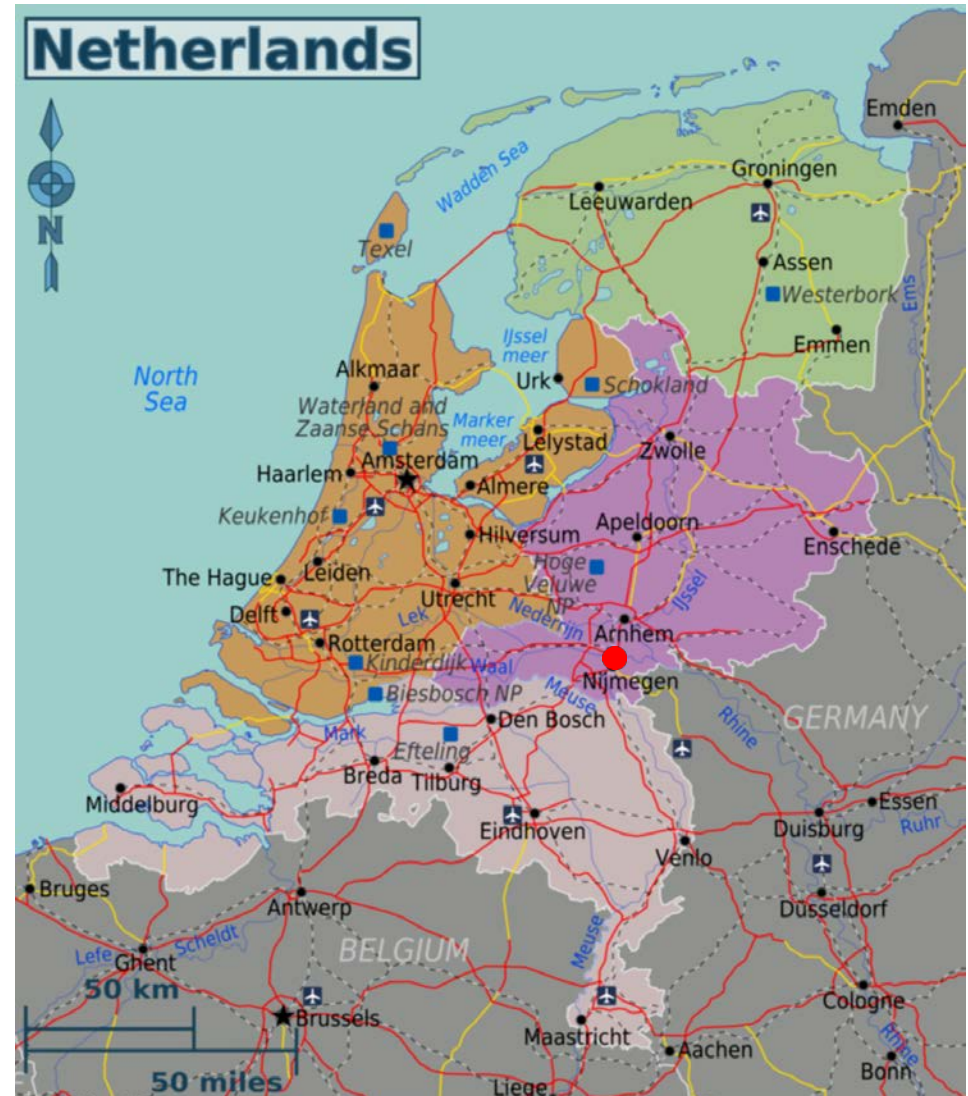 Netherlands
Emden
Wadden Sea
Groningen
Leeuwarden
N
Texel
Assen
Westerbork
Ems
IJssel
meer
Emmen
North
Sea
Alkmaar
Urk
Schokland
Waterland and
Zaanse Schans
Marker
meer
Lelystad
Zwolle
Haarlem
Amsterdam
Almere
Keukenhof
Apeldoorn
Hilversum
Enschede
Hoge
Veluwe
NP
The Hague
Leiden
Utrecht
IJssel
Delft
Lek
Nederrijn
Arnhem
Rotterdam
Kinderdijk
Waal
Nijmegen
Biesbosch NP
Meuse
Den Bosch
Rhine
GERMANY
Mark
Efteling
Breda
Tilburg
Middelburg
Essen
Eindhoven
Duisburg
Ruhr
Venlo
Bruges
Antwerp
Düsseldorf
Lefe
Scheldt
BELGIUM
Meuse
Ghent
50 km
Cologne
Brussels
Maastricht
Rhine
Aachen
Bonn
50 miles
Liege